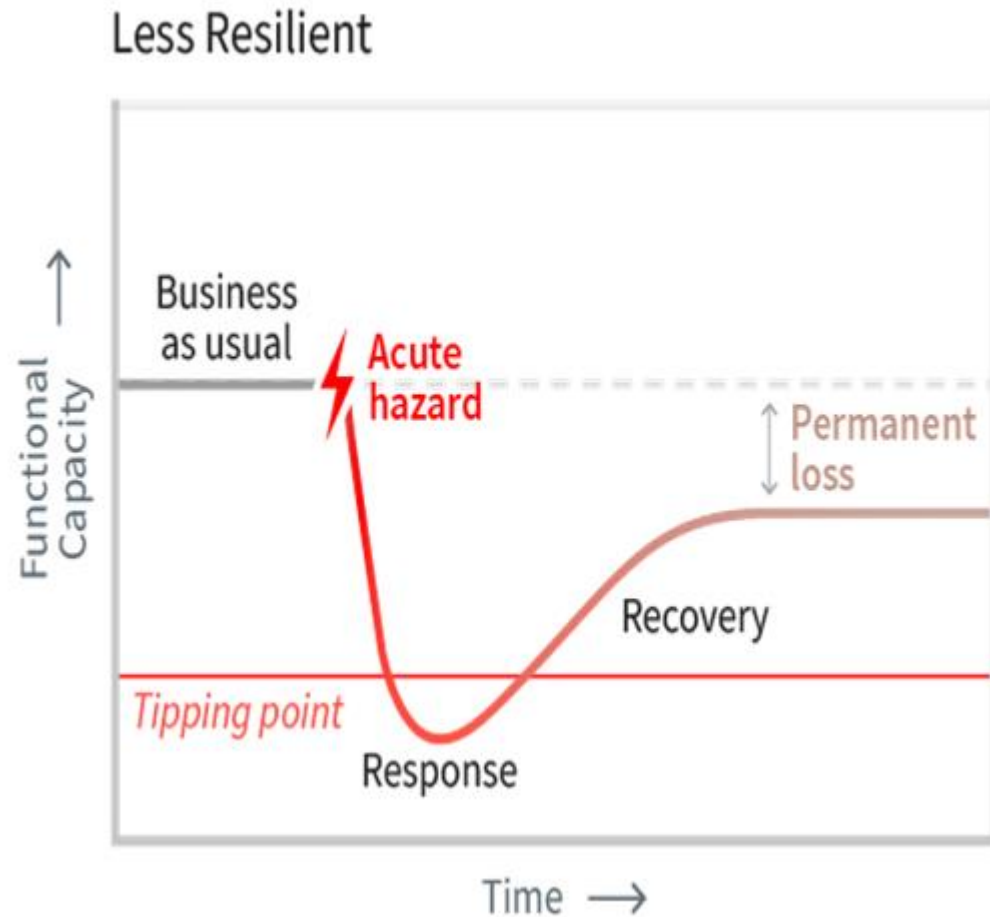 Less Resilient
Functional
Capacity
Business
as usual
Acute
hazard
Permanent
loss
Recovery
Tipping point
Response
Time